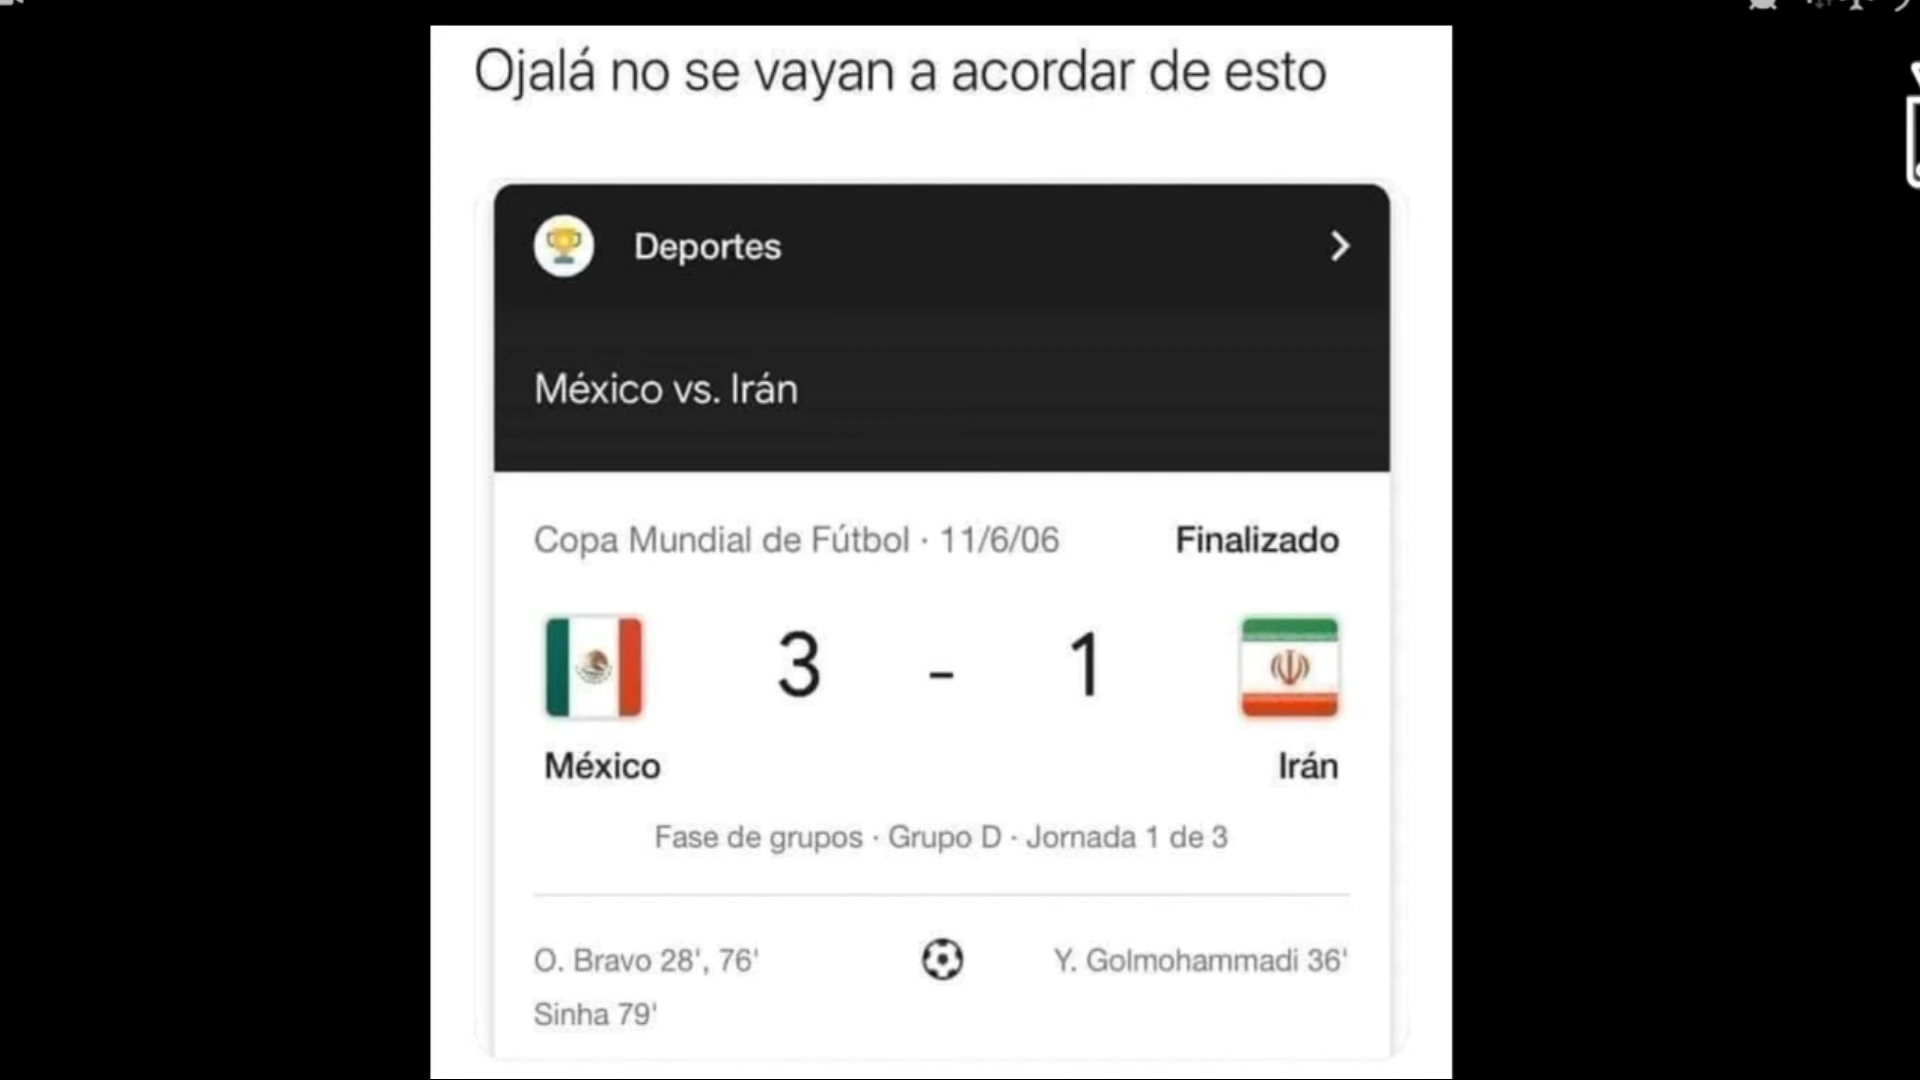 Ojalá no se vayan a acordar de esto
Deportes
México vs. Irán
Copa Mundial de Fútbol · 11/6/06 Finalizado
3 - 1
México Irán
Fase de grupos · Grupo D · Jornada 1 de 3
O. Bravo 28', 76' Y. Golmohammadi 36'
Sinha 79'